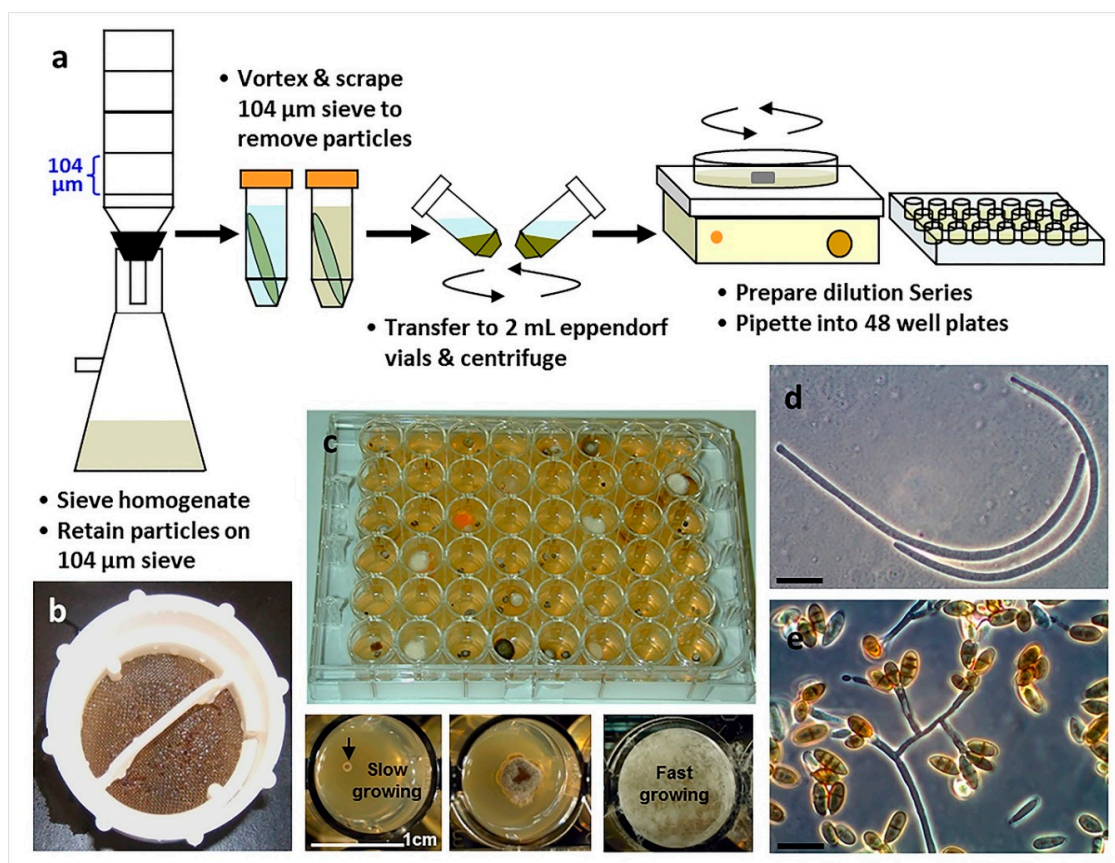 a
104
µm
• Vortex & scrape
104 µm sieve to
remove particles
• Transfer to 2 mL eppendorf
vials & centrifuge
• Prepare dilution Series
• Pipette into 48 well plates
• Sieve homogenate
• Retain particles on
104 µm sieve
b
c
Slow
growing
1cm
Fast
growing
d
e